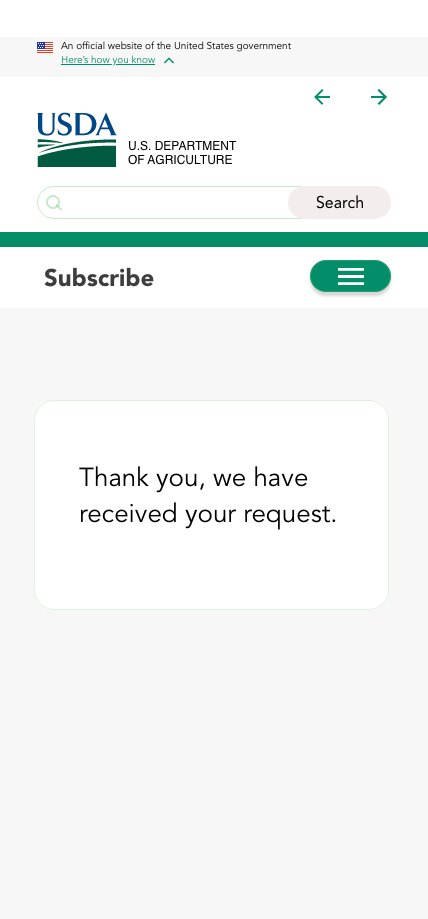 An official website of the United States government
Here's how you know
USDA
U.S. DEPARTMENT
OF AGRICULTURE
Search
Subscribe
Thank you, we have
received your request.